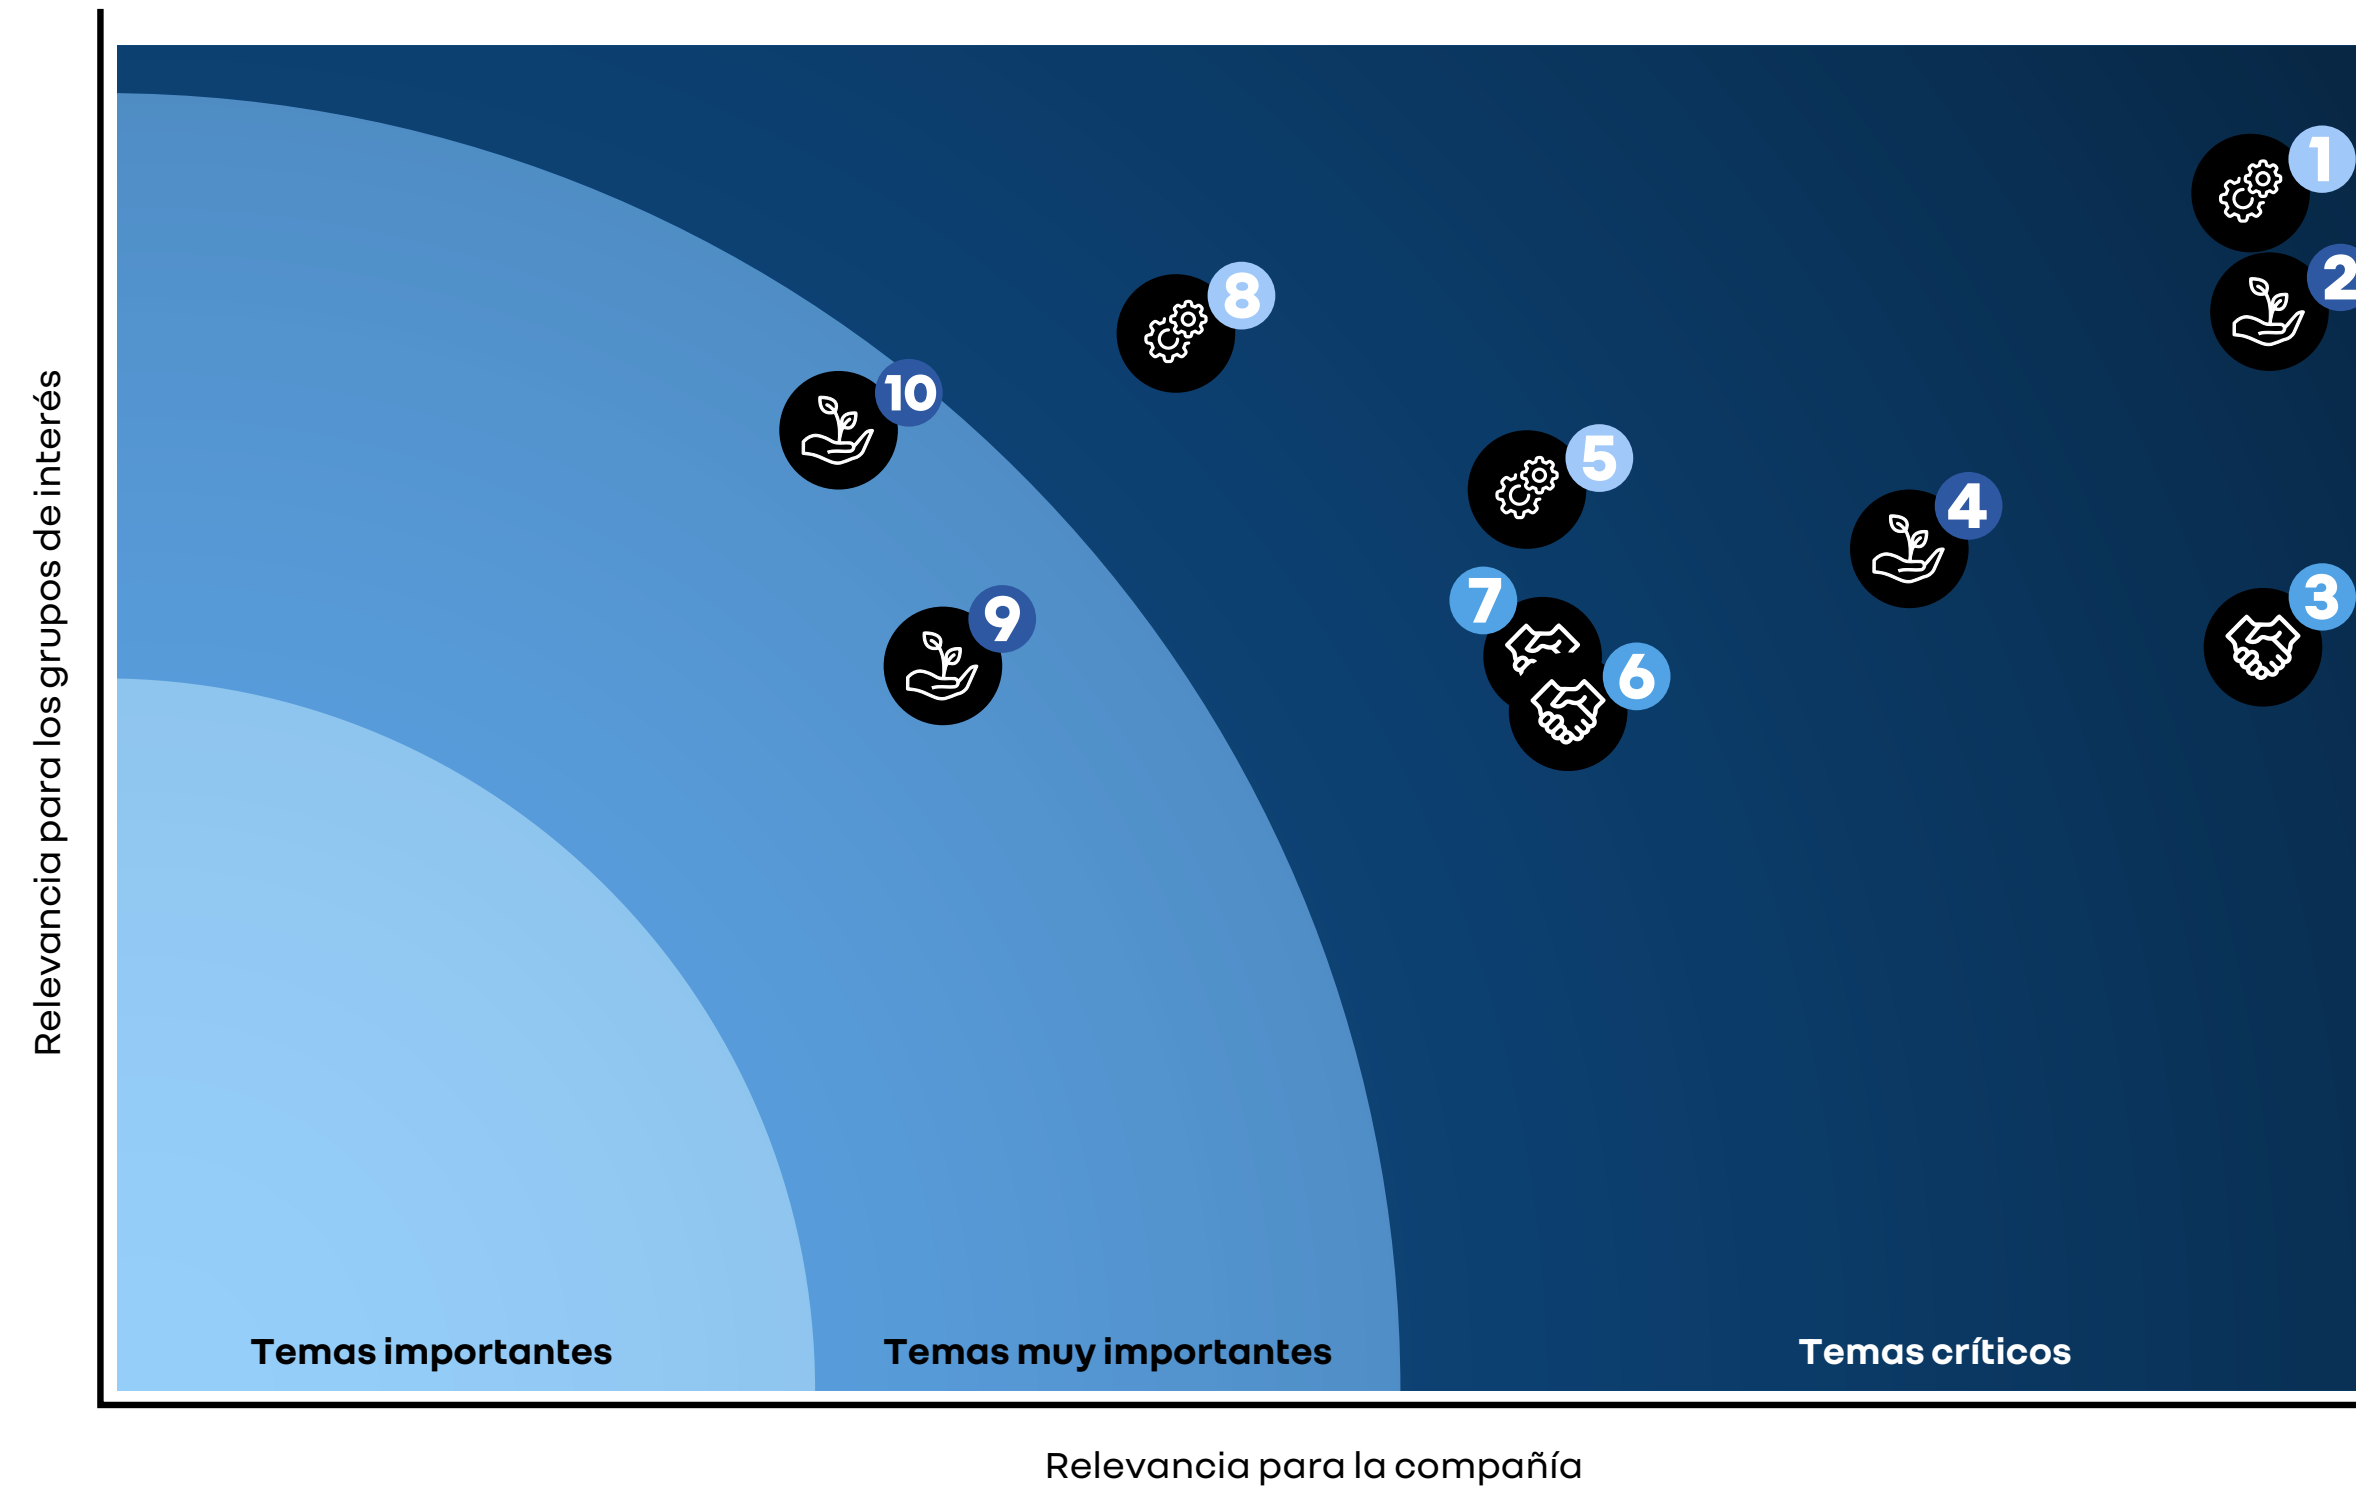 Relevancia para los grupos de interés
1
2
8
10
5
4
7
3
9
6
Temas importantes
Temas muy importantes
Temas críticos
Relevancia para la compañía